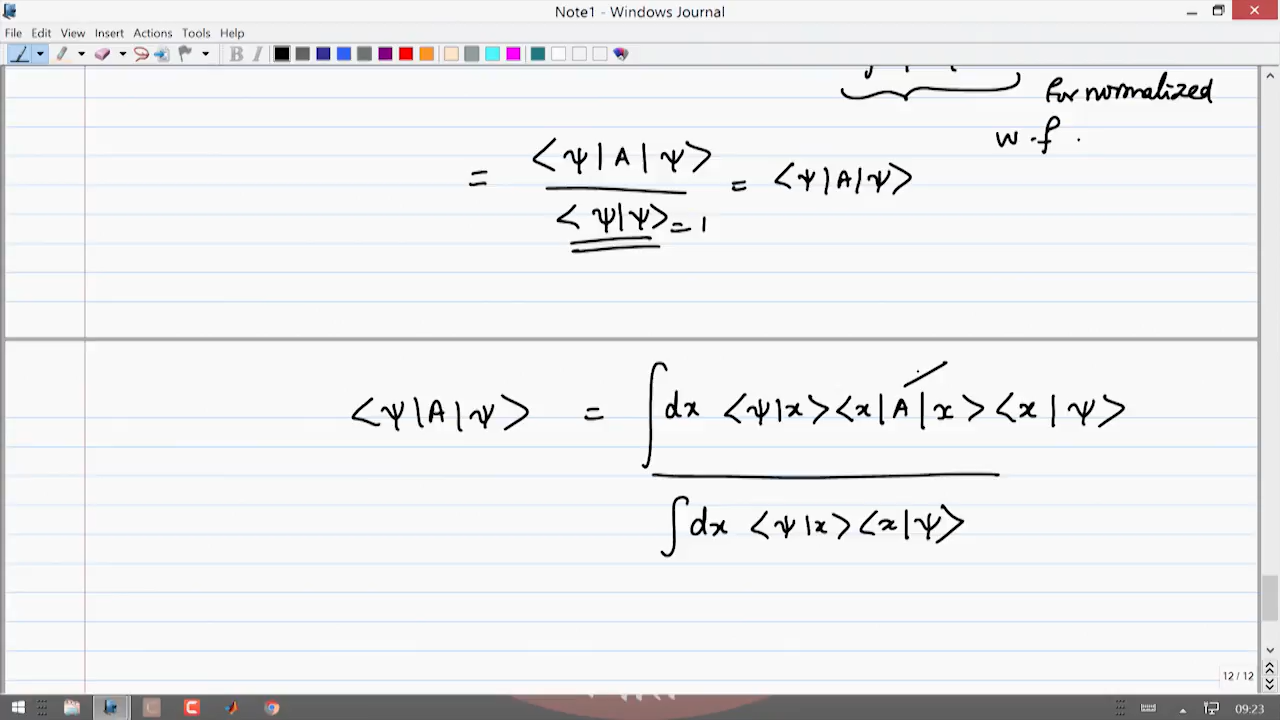 Note1 - Windows Journal
File Edit View Insert Actions Tools Help
B I
for normalized
w.f.
= <ψ|A|ψ> / <ψ|ψ> = 1 = <ψ|A|ψ>
<ψ|A|ψ> = ∫dx <ψ|x><x|A|x><x|ψ>
∫dx <ψ|x><x|ψ>
12 / 12
09:23